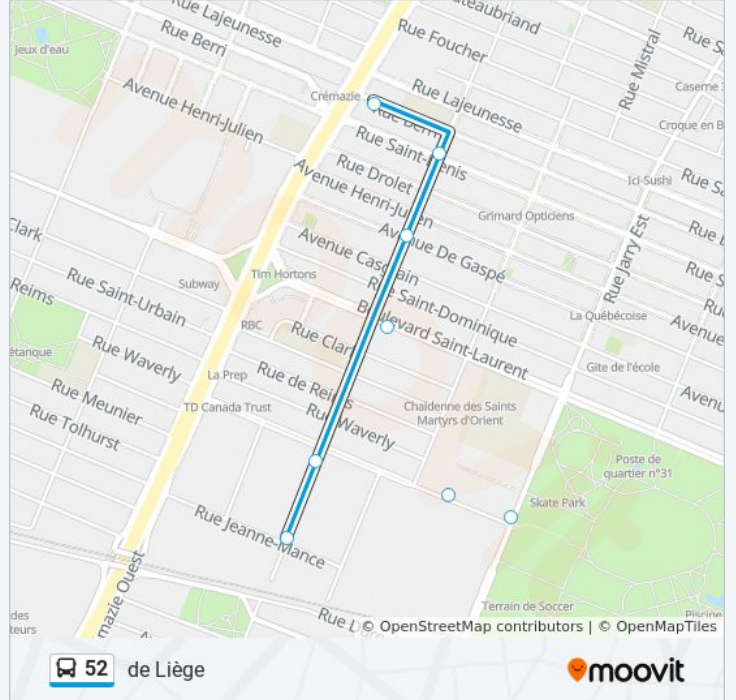 Rue Lajeunesse
Rue Berri
Jeux d'eau
Avenue Henri-Julien
Crémazie
Rue Foucher
Rue Lajeunesse
Rue Mistral
Rue Saint-Denis
Rue Drolet
Avenue Henri-Julien
Croque en B
Ici-Sushi
Grimard Opticiens
Avenue De Gaspé
Avenue Casgrain
Rue Jarry Est
Clark
Rue Saint-Urbain
Reims
Subway
Tim Hortons
Rue Saint-Dominique
Boulevard Saint-Laurent
La Québécoise
Avenue
RBC
Rue Clark
Rue Waverly
Gîte de l'école
La Prep
Rue de Reims
Rue Meunier
Rue Tolhurst
TD Canada Trust
Rue Waverly
Chaldenne des Saints
Martyrs d'Orient
Poste de
quartier n°31
Skate Park
Rue Jeanne-Mance
Terrain de Soccer
Piscine
© OpenStreetMap contributors | © OpenMapTiles
52 de Liège
moovit